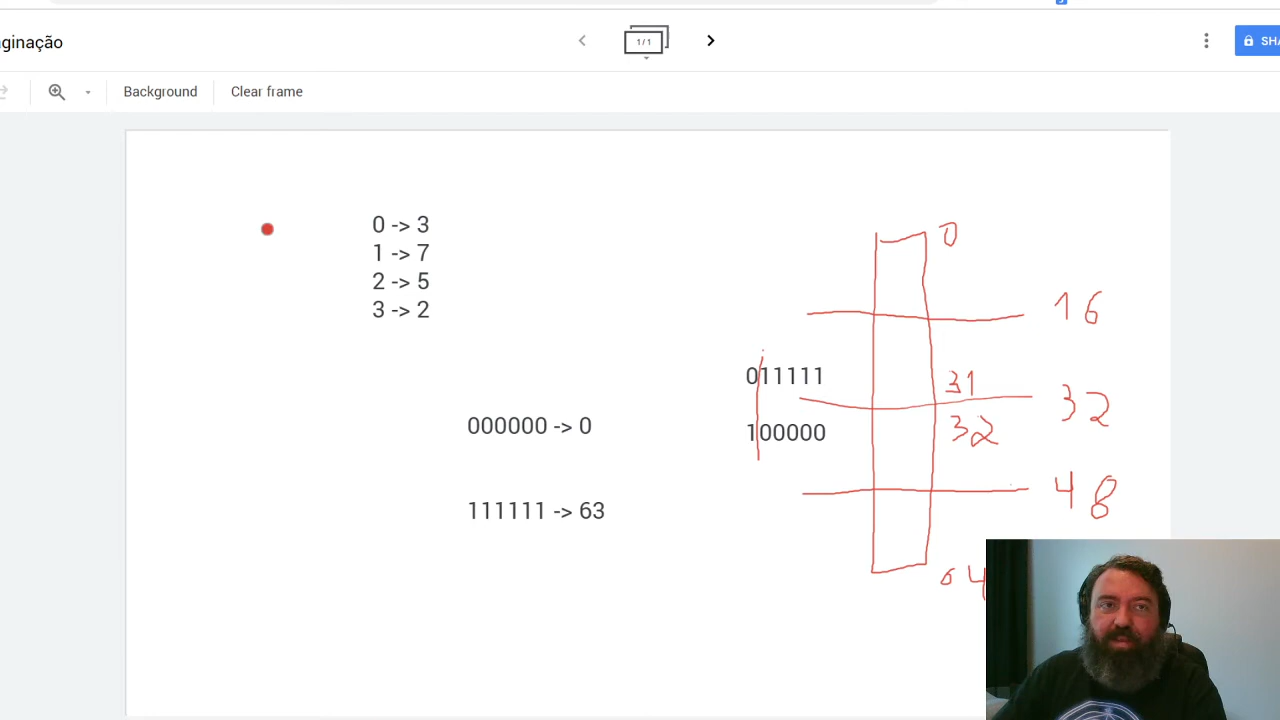 ginação
1/1
SHA
Background
Clear frame
0 -> 3
1 -> 7
2 -> 5
3 -> 2
000000 -> 0
111111 -> 63
011111
100000
0
16
31
32
32
48
64